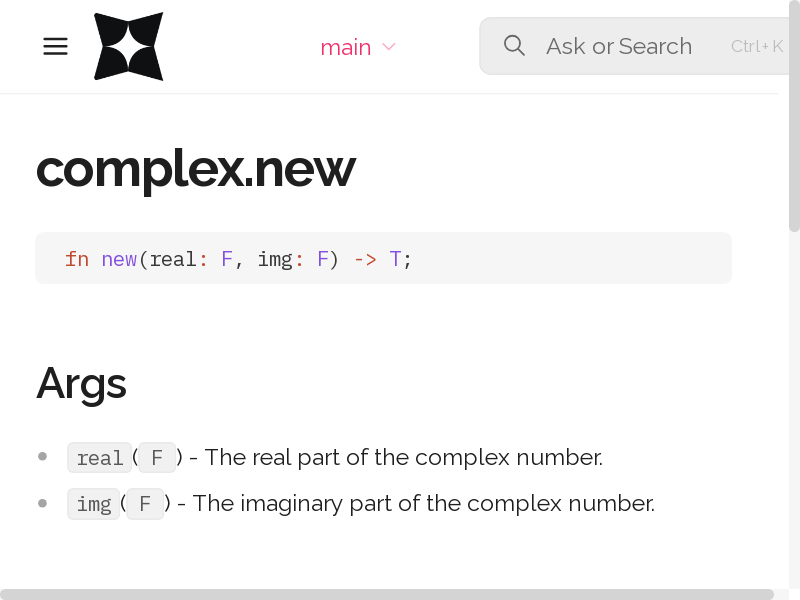 main
Ask or Search
Ctrl+K
complex.new
fn new(real: F, img: F) -> T;
Args
real(F) - The real part of the complex number.
img(F) - The imaginary part of the complex number.